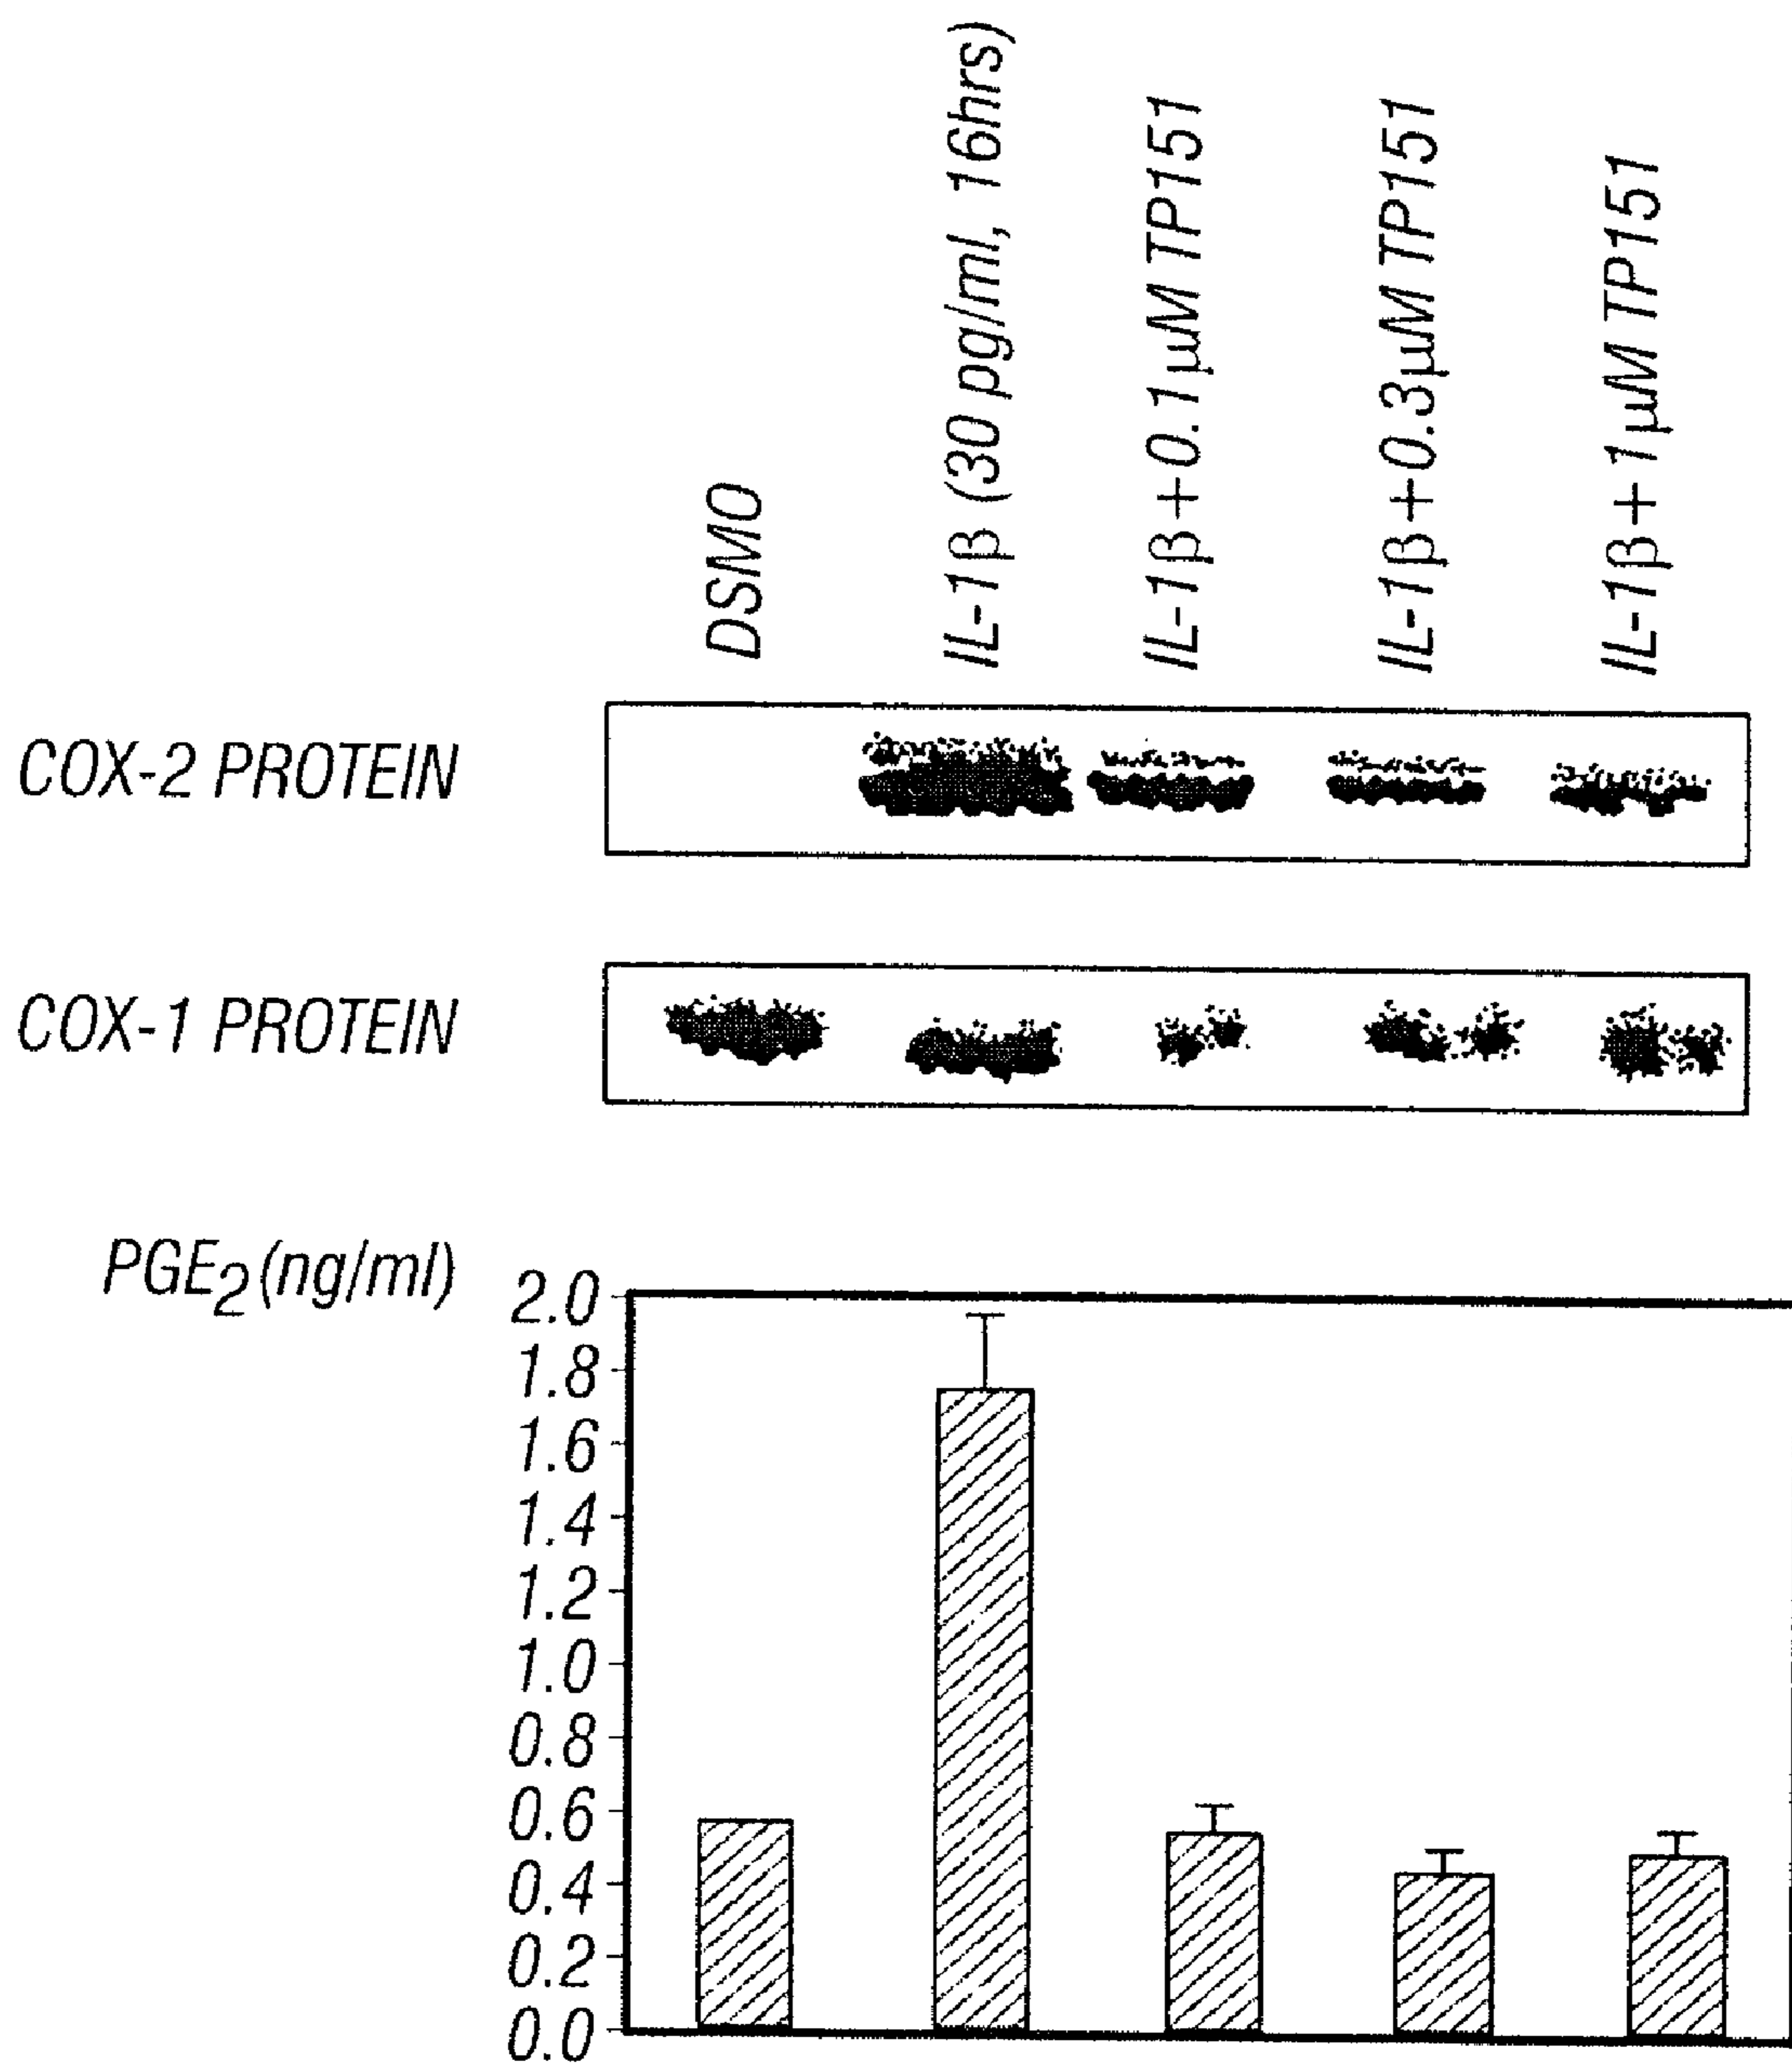 DSMO
IL-1β (30 pg/ml, 16hrs)
IL-1β+0.1μM TP151
IL-1β+0.3μM TP151
IL-1β+1μM TP151
COX-2 PROTEIN
COX-1 PROTEIN
PGE2(ng/ml)
2.0
1.8
1.6
1.4
1.2
1.0
0.8
0.6
0.4
0.2
0.0